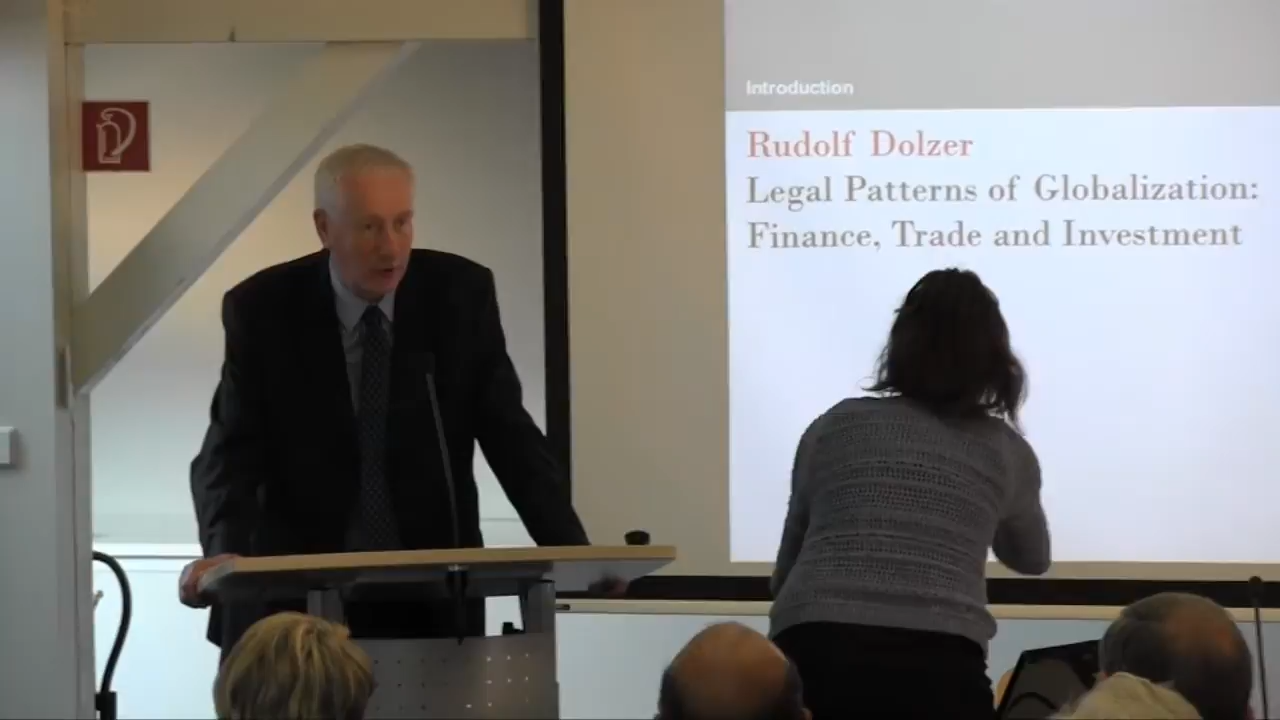 Introduction
Rudolf Dolzer
Legal Patterns of Globalization:
Finance, Trade and Investment